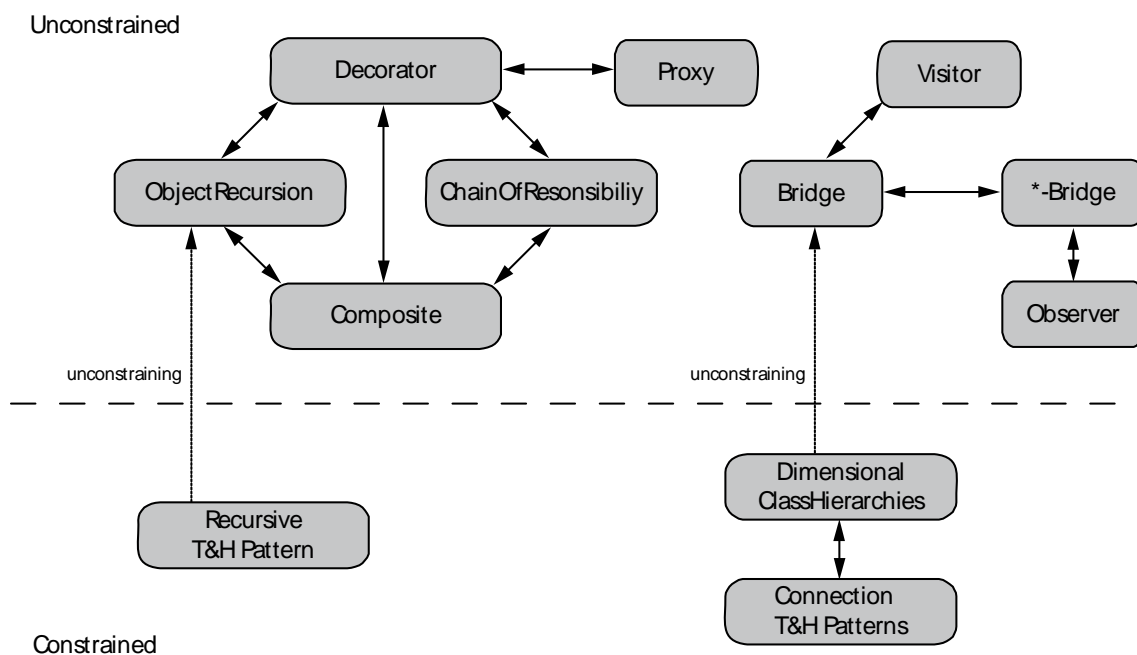 Unconstrained
Decorator
Proxy
Visitor
ObjectRecursion
ChainOfResonsibiliy
Bridge
*-Bridge
Composite
Observer
unconstraining
unconstraining
Dimensional
ClassHierarchies
Recursive
T&H Pattern
Connection
T&H Patterns
Constrained